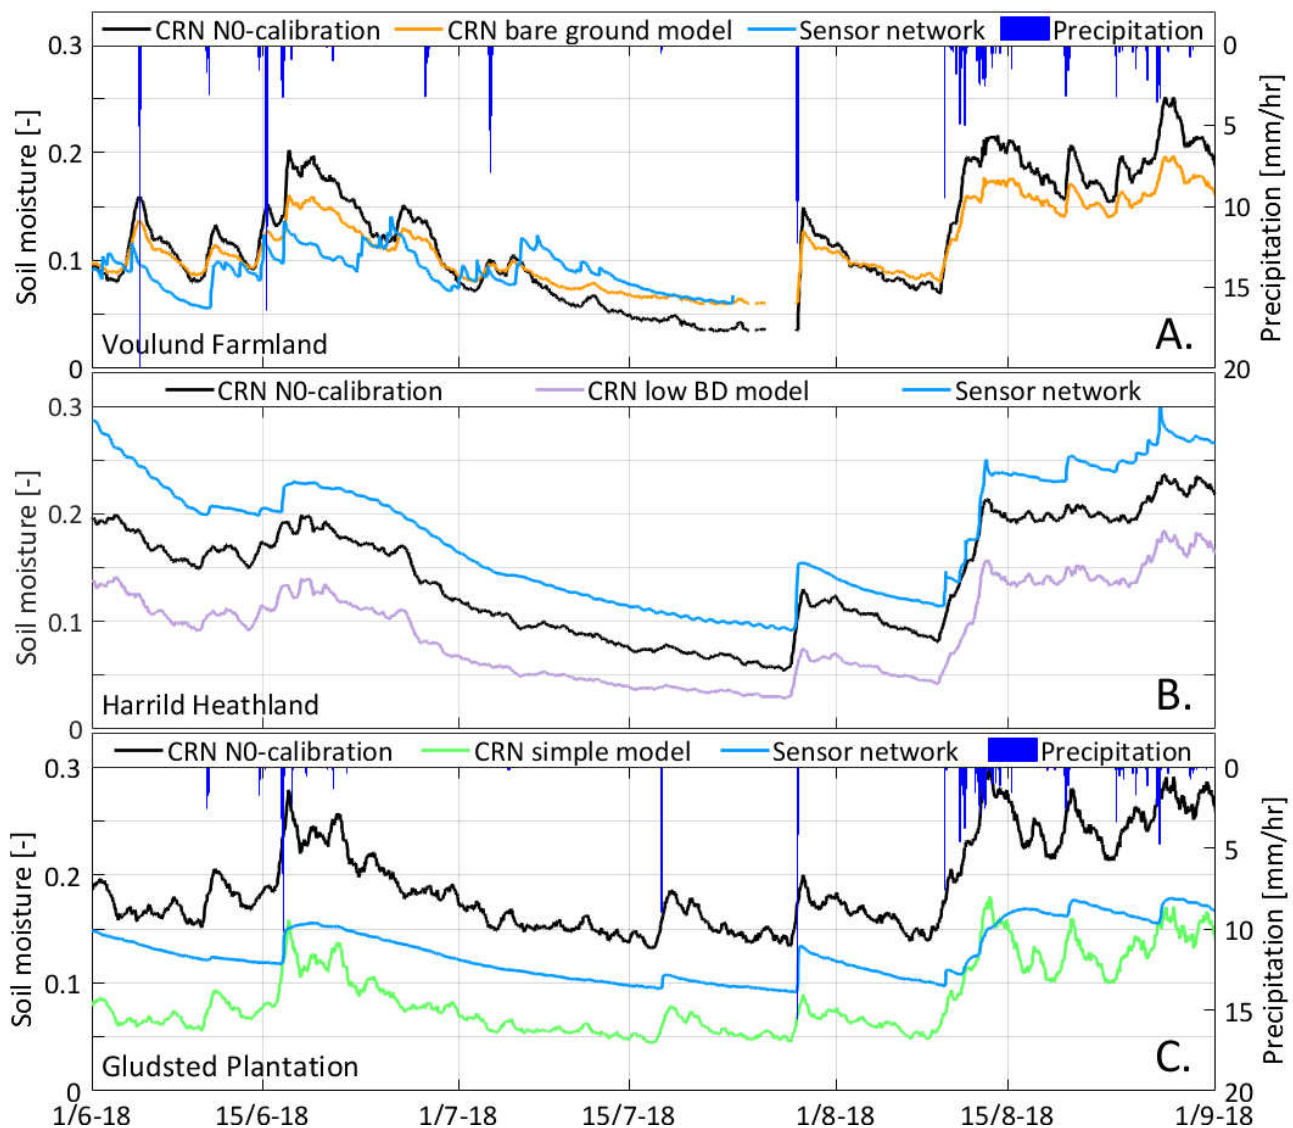 CRN N0-calibration CRN bare ground model Sensor network Precipitation
0.3 0
0.2 5
10
0.1 15
0 20
Soil moisture [-]
Precipitation [mm/hr]
Voulund Farmland
A.
CRN N0-calibration CRN low BD model Sensor network
0.3
0.2
0.1
0
Soil moisture [-]
Harrild Heathland
B.
CRN N0-calibration CRN simple model Sensor network Precipitation
0.3 0
0.2 5
10
0.1 15
0 20
Soil moisture [-]
Precipitation [mm/hr]
Gludsted Plantation
C.
1/6-18 15/6-18 1/7-18 15/7-18 1/8-18 15/8-18 1/9-18